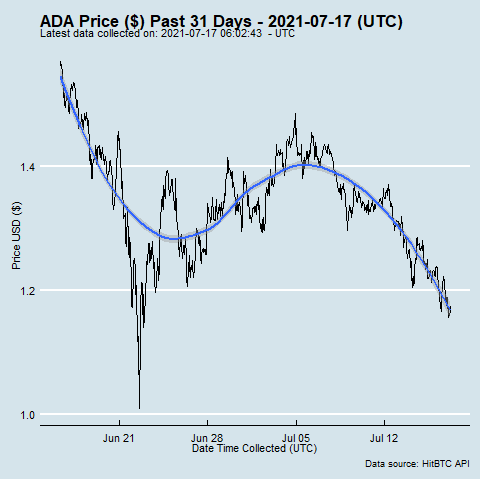 ADA Price ($) Past 31 Days - 2021-07-17 (UTC)
Latest data collected on: 2021-07-17 06:02:43 - UTC
1.4
1.2
1.0
Price USD ($)
Jun 21 Jun 28 Jul 05 Jul 12
Date Time Collected (UTC)
Data source: HitBTC API